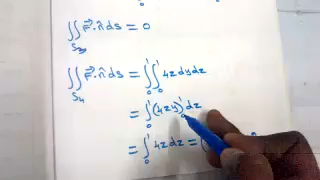 ∬ F⃗·n̂ ds = 0
S₃
∬ F⃗·n̂ ds = ∫₀¹∫₀¹ 4z dy dz
S₄
= ∫₀¹ (4zy)₀¹ dz
= ∫₀¹ 4z dz = (